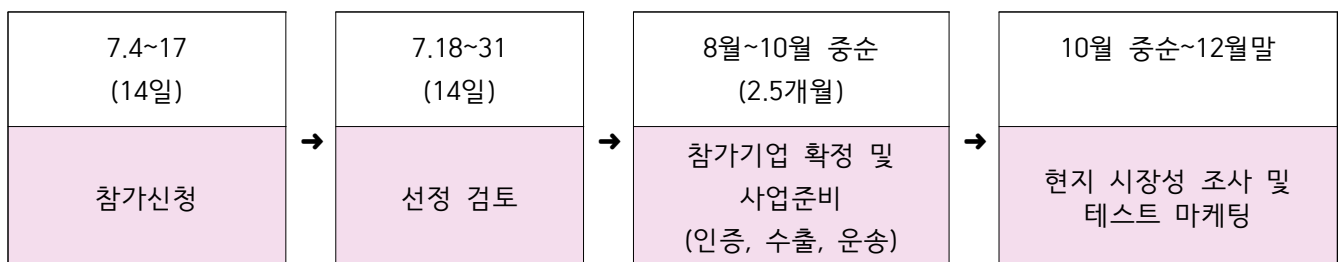 7.4~17
(14일)
참가신청
➜
7.18~31
(14일)
선정 검토
➜
8월~10월 중순
(2.5개월)
참가기업 확정 및
사업준비
(인증, 수출, 운송)
➜
10월 중순~12월말
현지 시장성 조사 및
테스트 마케팅